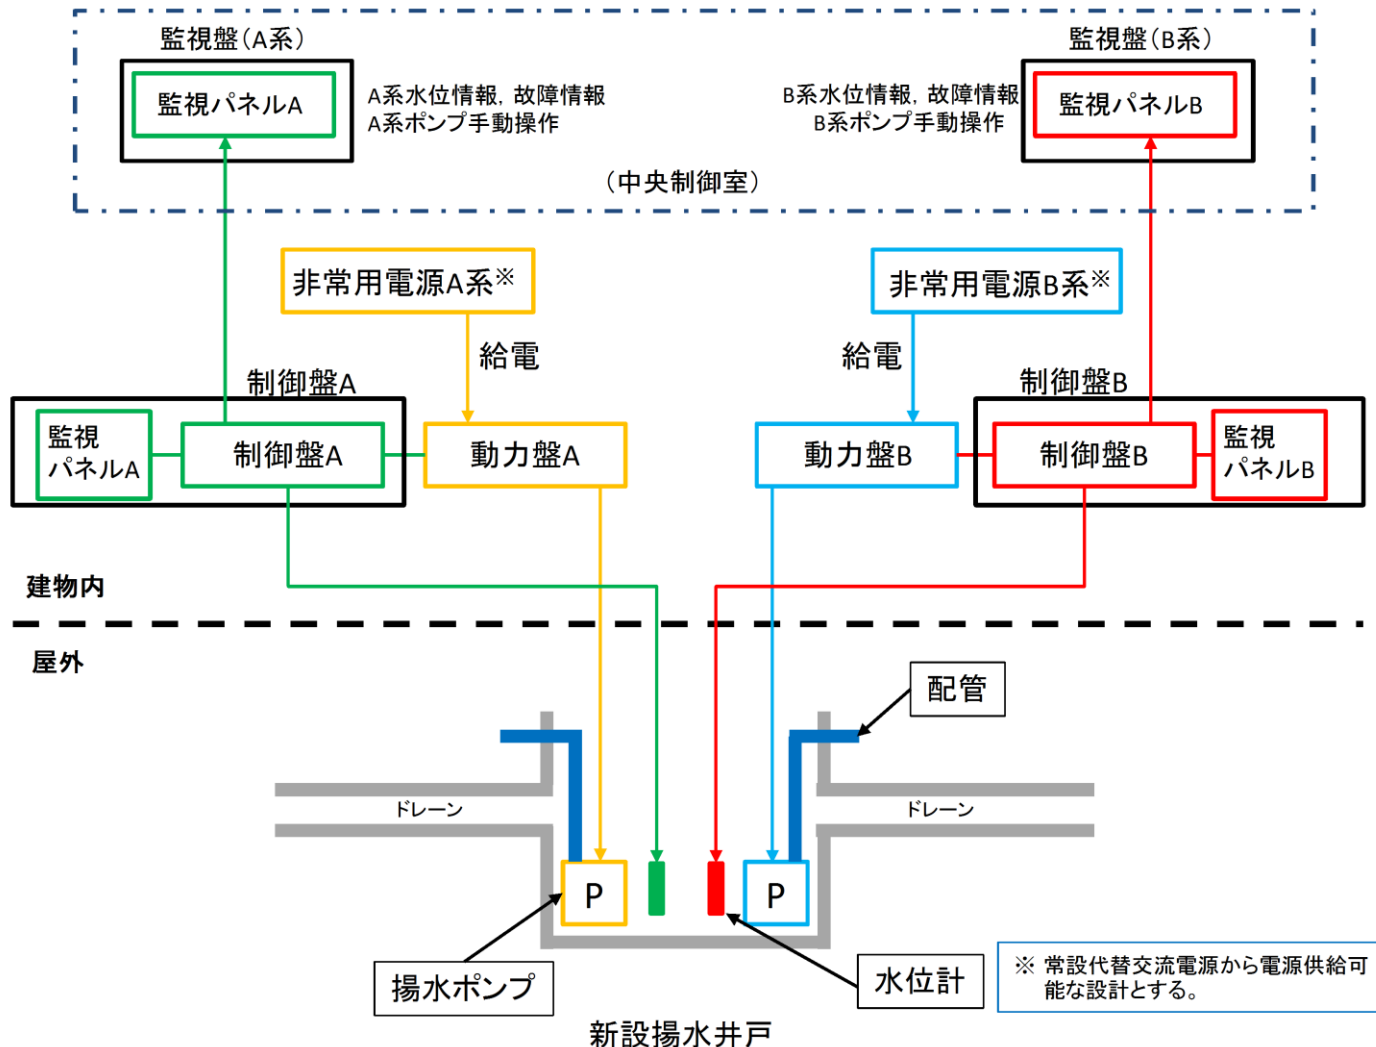 監視盤（A系）
監視盤（B系）
監視パネルA
A系水位情報，故障情報
A系ポンプ手動操作
B系水位情報，故障情報
B系ポンプ手動操作
監視パネルB
（中央制御室）
非常用電源A系※
非常用電源B系※
給電
給電
制御盤A
制御盤B
監視
パネルA
制御盤A
動力盤A
動力盤B
制御盤B
監視
パネルB
建物内
屋外
配管
ドレーン
ドレーン
P
P
揚水ポンプ
水位計
※ 常設代替交流電源から電源供給可
能な設計とする。
新設揚水井戸